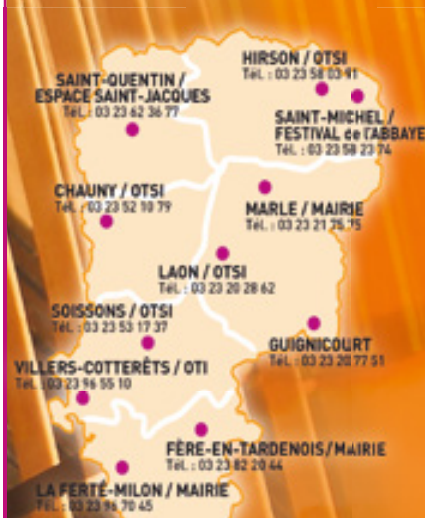 HIRSON / OTSI
Tél. : 03 23 58 03 91
SAINT-QUENTIN /
ESPACE SAINT-JACQUES
Tél. : 03 23 62 36 77
SAINT-MICHEL /
FESTIVAL de l'ABBAYE
Tél. : 03 23 58 23 74
CHAUNY / OTSI
Tél. : 03 23 52 10 79
MARLE / MAIRIE
Tél. : 03 23 21 75 75
LAON / OTSI
Tél. : 03 23 20 28 62
SOISSONS / OTSI
Tél. : 03 23 53 17 37
GUIGNICOURT
Tél. : 03 23 20 77 51
VILLERS-COTTERÊTS / OTI
Tél. : 03 23 96 55 10
FÈRE-EN-TARDENOIS / MAIRIE
Tél. : 03 23 82 20 44
LA FERTÉ-MILON / MAIRIE
Tél. : 03 23 96 70 45